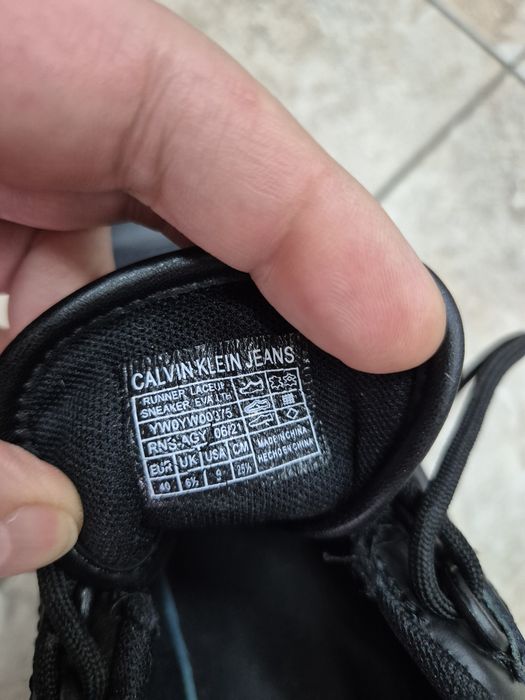 CALVIN KLEIN JEANS
RUNNER LACEUP
SNEAKER EVA LTH
YW0YW00375
RNS-AGY 06/21
EUR UK USA CM
40 6½ 9 25½
MADE IN CHINA
HECHO EN CHINA